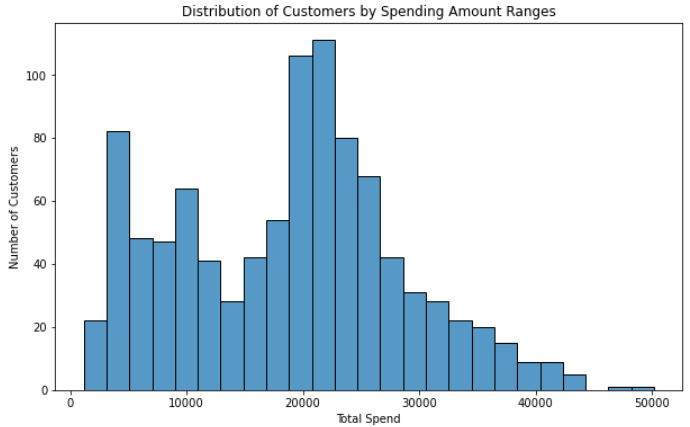 Distribution of Customers by Spending Amount Ranges
Number of Customers
100
80
60
40
20
0
0 10000 20000 30000 40000 50000
Total Spend